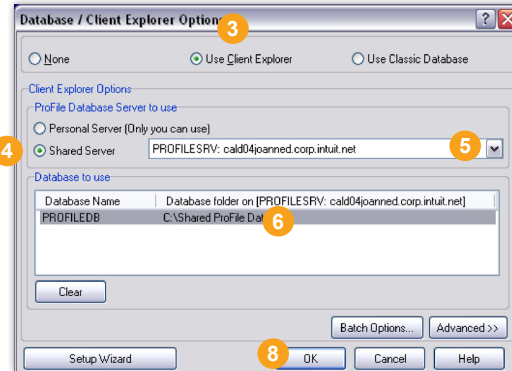 Database / Client Explorer Option
3
None
Use Client Explorer
Use Classic Database
Client Explorer Options
ProFile Database Server to use
Personal Server (Only you can use)
4
Shared Server
PROFILESRV: cald04joanned.corp.intuit.net
5
Database to use
Database Name
Database folder on [PROFILESRV: cald04joanned.corp.intuit.net]
PROFILEDB
C:\Shared ProFile Dat
6
Clear
Batch Options...
Advanced >>
Setup Wizard
8
OK
Cancel
Help